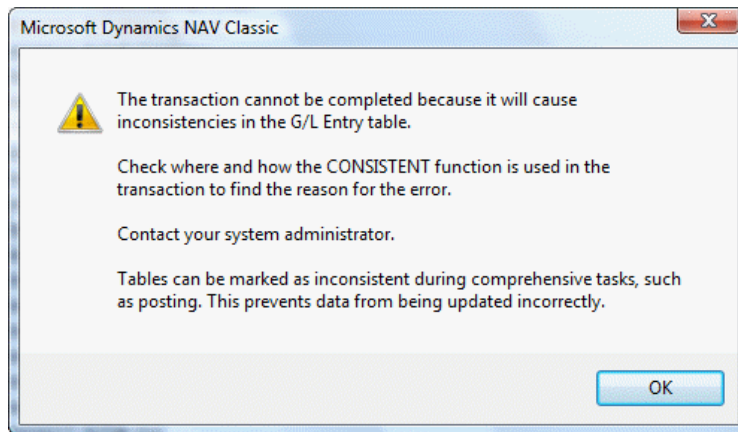 Microsoft Dynamics NAV Classic
The transaction cannot be completed because it will cause
inconsistencies in the G/L Entry table.
Check where and how the CONSISTENT function is used in the
transaction to find the reason for the error.
Contact your system administrator.
Tables can be marked as inconsistent during comprehensive tasks, such
as posting. This prevents data from being updated incorrectly.
OK